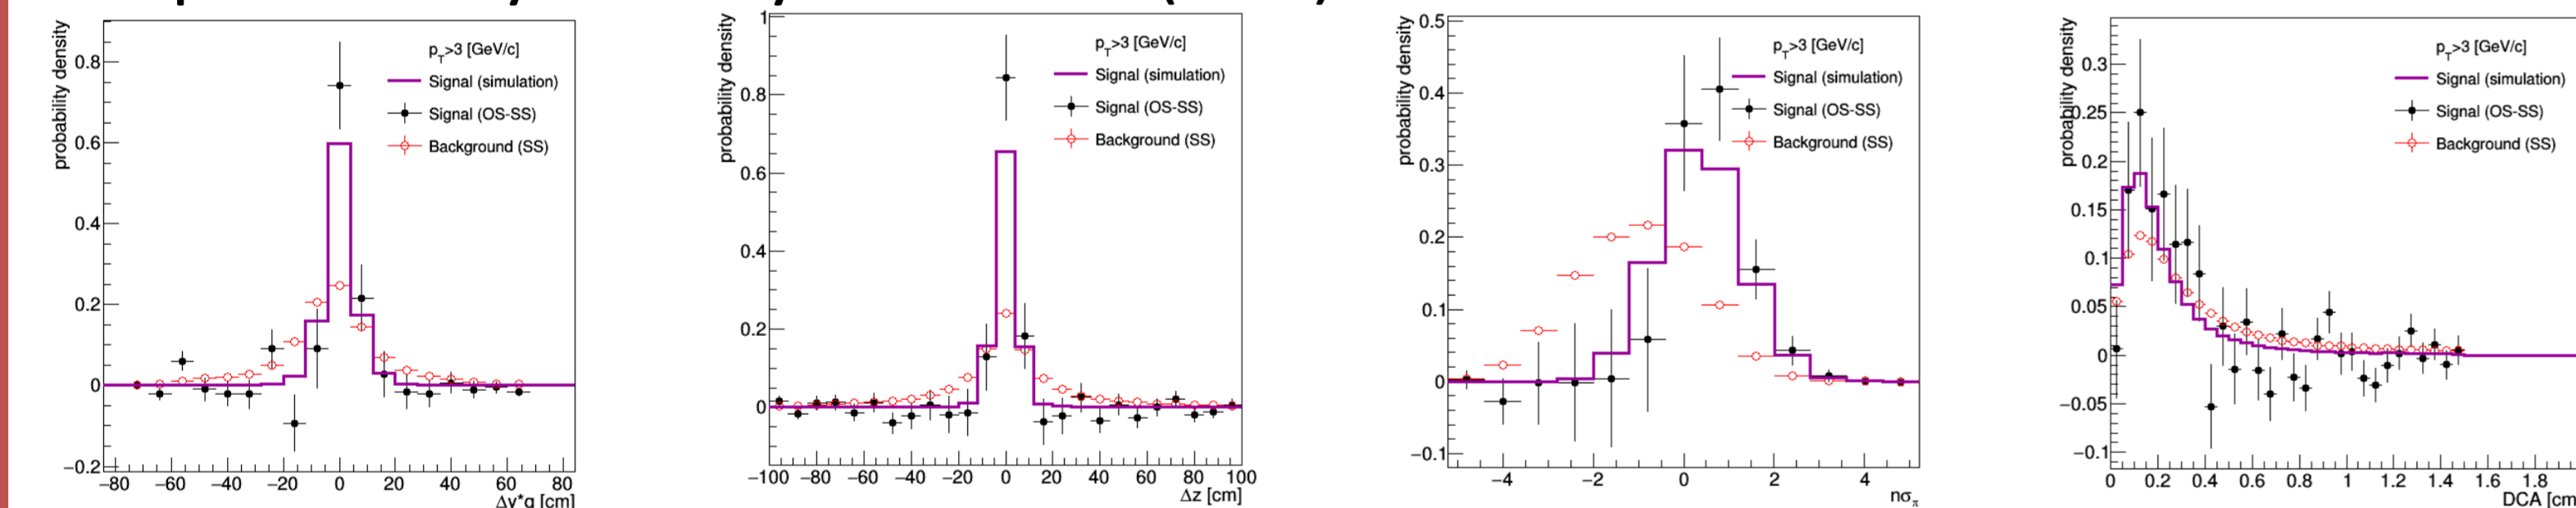 probability density
0.8
0.6
0.4
0.2
0
−0.2
p_T>3 [GeV/c]
Signal (simulation)
Signal (OS-SS)
Background (SS)
−80 −60 −40 −20 0 20 40 60 80
Δy*q [cm]
probability density
1
0.8
0.6
0.4
0.2
0
p_T>3 [GeV/c]
Signal (simulation)
Signal (OS-SS)
Background (SS)
−100 −80 −60 −40 −20 0 20 40 60 80 100
Δz [cm]
probability density
0.5
0.4
0.3
0.2
0.1
0
−0.1
p_T>3 [GeV/c]
Signal (simulation)
Signal (OS-SS)
Background (SS)
−4 −2 0 2 4
nσ_π
probability density
0.3
0.25
0.2
0.15
0.1
0.05
0
−0.05
−0.1
p_T>3 [GeV/c]
Signal (simulation)
Signal (OS-SS)
Background (SS)
0 0.2 0.4 0.6 0.8 1 1.2 1.4 1.6 1.8
DCA [cm